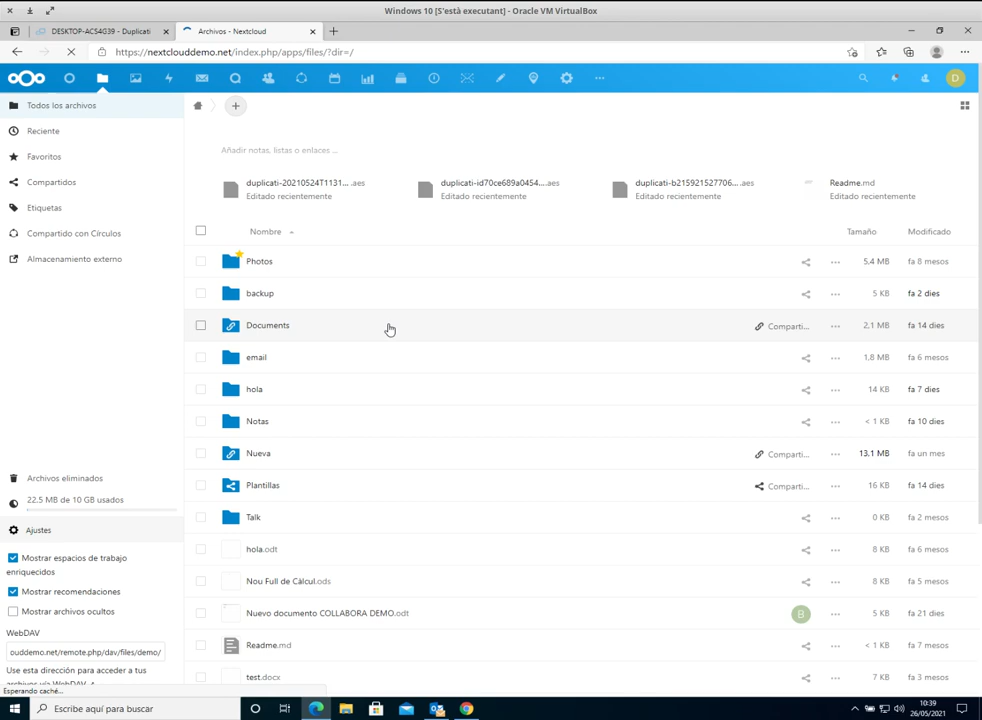 Windows 10 [S'està executant] - Oracle VM VirtualBox
DESKTOP-ACS4G39 - Duplicati
Archivos - Nextcloud
https://nextclouddemo.net/index.php/apps/files/?dir=/
D
Todos los archivos
Reciente
Favoritos
Compartidos
Etiquetas
Compartido con Círculos
Almacenamiento externo
Añadir notas, listas o enlaces ...
duplicati-20210524T1131... .aes
Editado recientemente
duplicati-id70ce689a0454....aes
Editado recientemente
duplicati-b215921527706... .aes
Editado recientemente
Readme.md
Editado recientemente
Nombre
Tamaño
Modificado
Photos
5,4 MB
fa 8 mesos
backup
5 KB
fa 2 dies
Documents
Comparti...
2,1 MB
fa 14 dies
email
1,8 MB
fa 6 mesos
hola
14 KB
fa 7 dies
Notas
< 1 KB
fa 10 dies
Nueva
Comparti...
13,1 MB
fa un mes
Plantillas
Comparti...
16 KB
fa 14 dies
Talk
0 KB
fa 2 mesos
hola.odt
8 KB
fa 6 mesos
Nou Full de Càlcul.ods
8 KB
fa 5 mesos
Nuevo documento COLLABORA DEMO.odt
B
5 KB
fa 21 dies
Readme.md
< 1 KB
fa 7 mesos
test.docx
7 KB
fa 3 mesos
Archivos eliminados
22.5 MB de 10 GB usados
Ajustes
Mostrar espacios de trabajo
enriquecidos
Mostrar recomendaciones
Mostrar archivos ocultos
WebDAV
ouddemo.net/remote.php/dav/files/demo/
Use esta dirección para acceder a tus
archivos vía WebDAV
Esperando caché...
Escribe aquí para buscar
10:39
26/05/2021